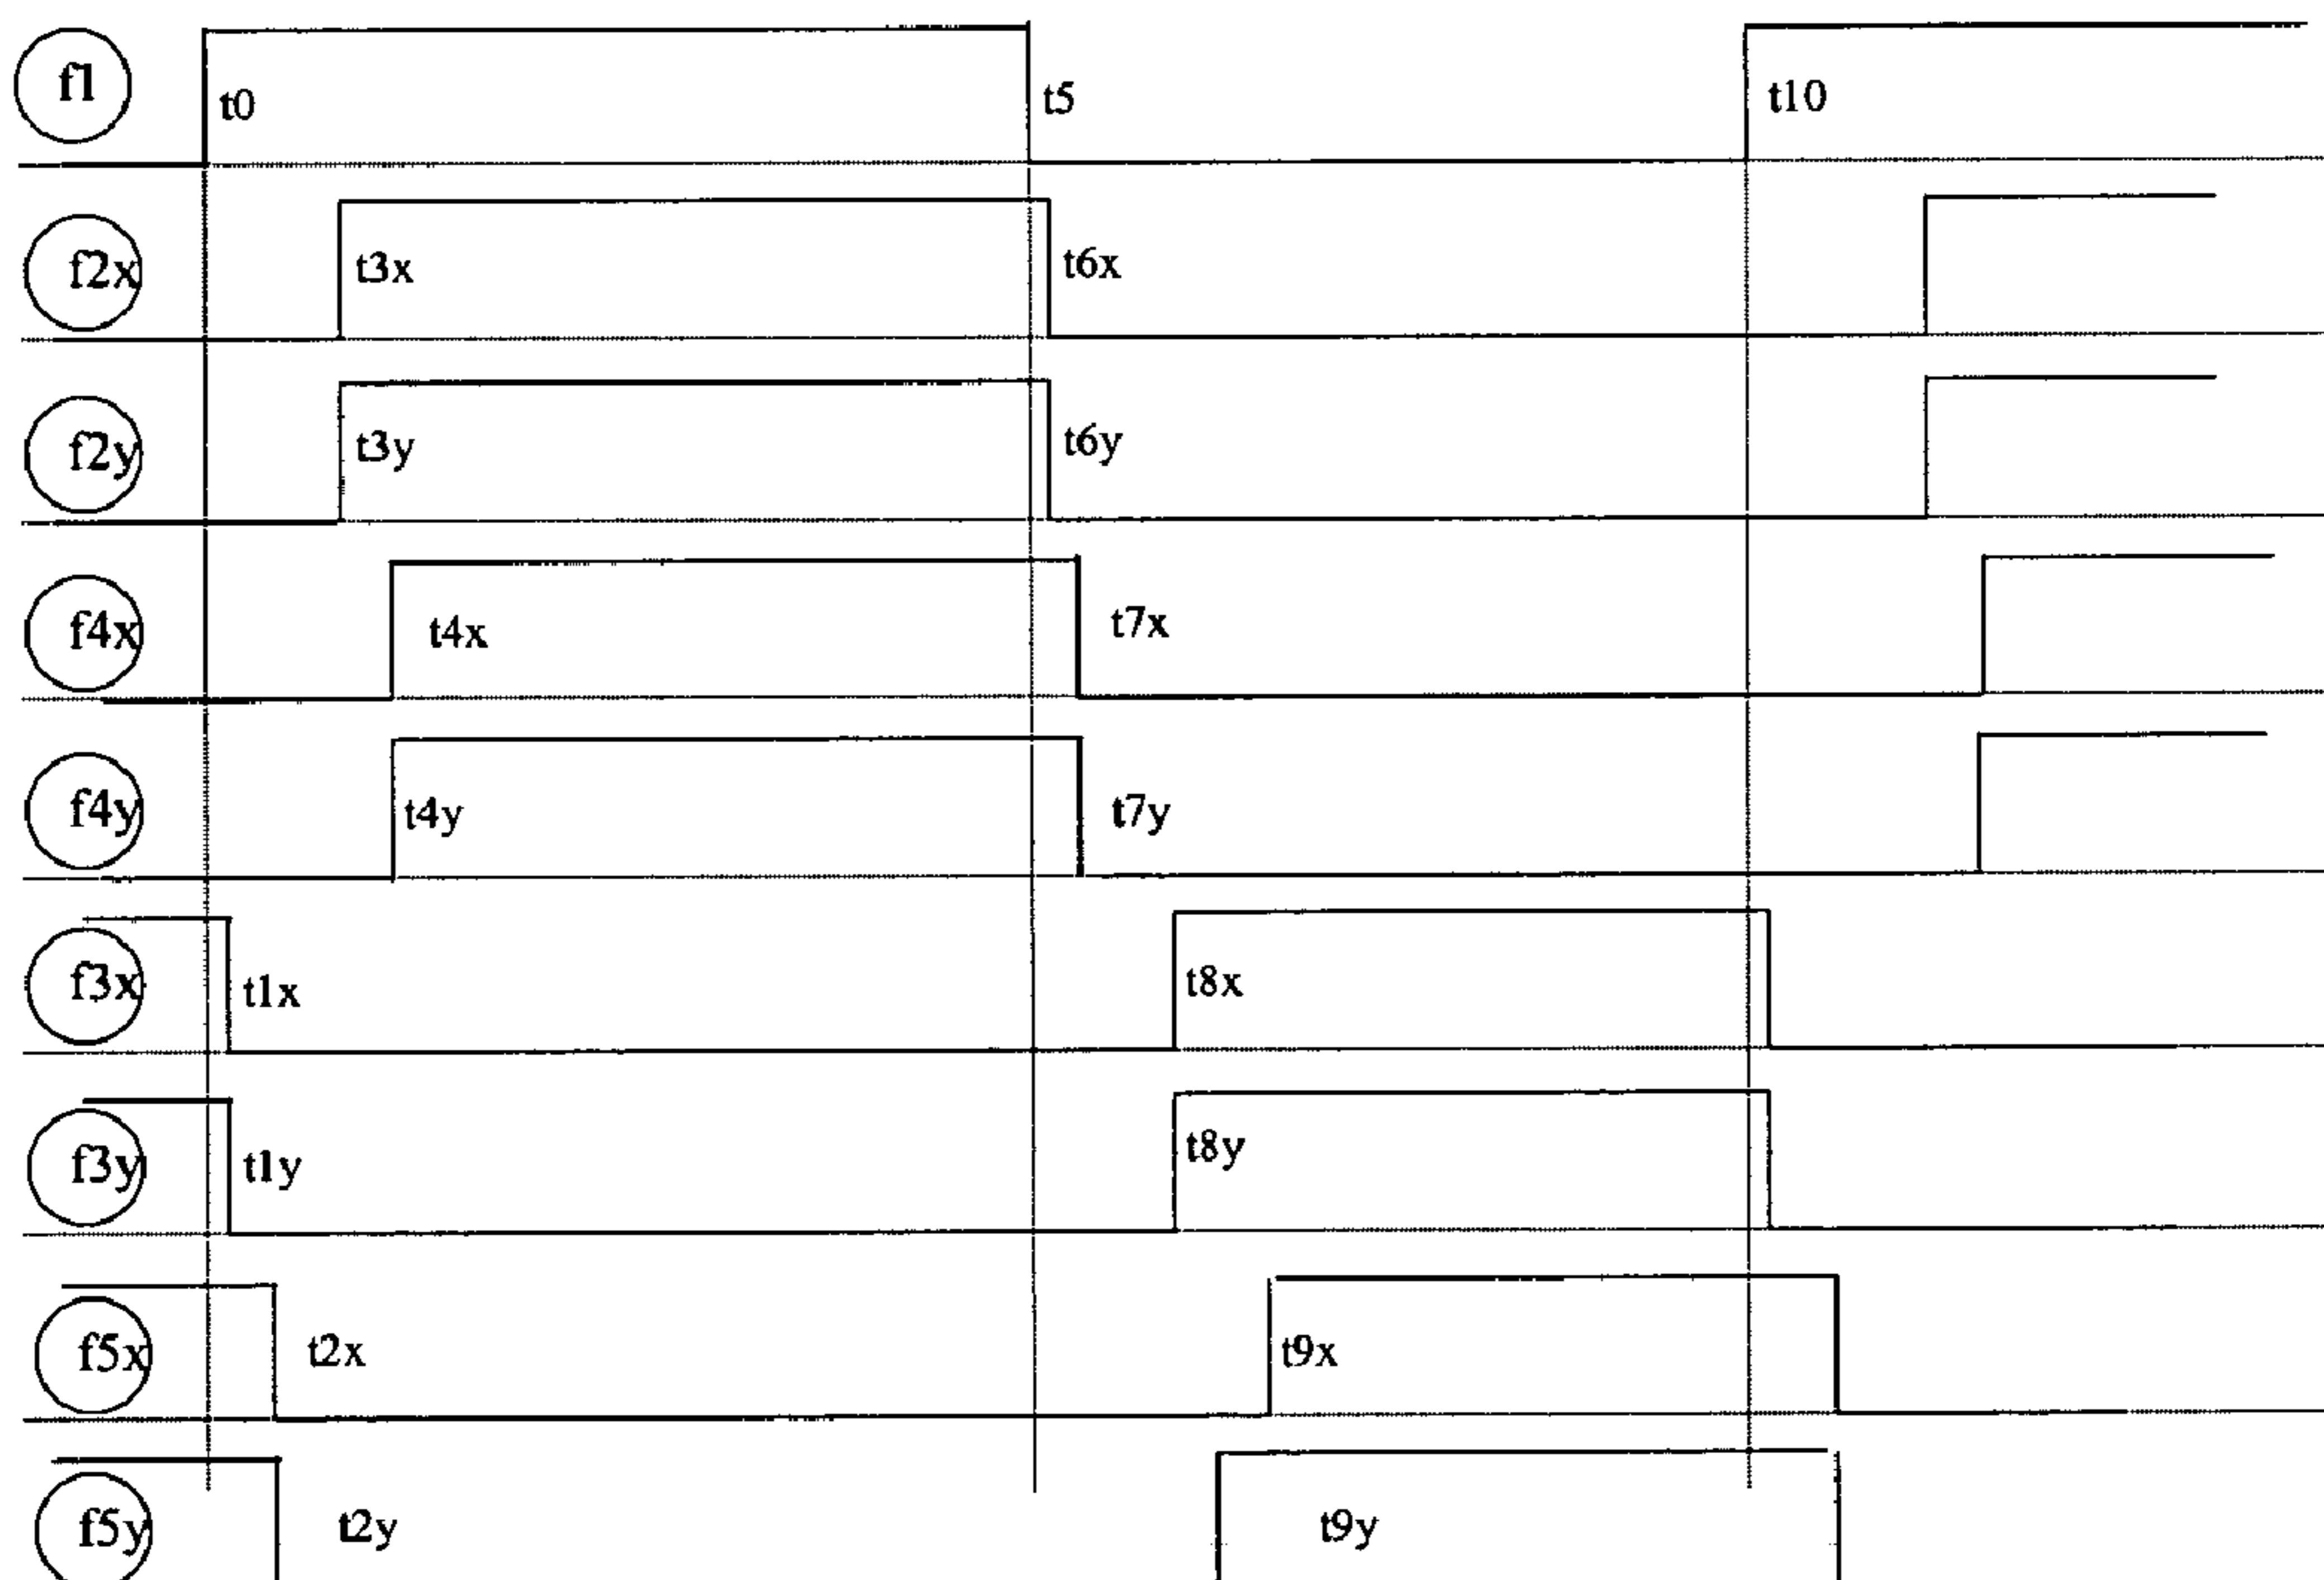 f1 t0 t5 t10
f2x t3x t6x
f2y t3y t6y
f4x t4x t7x
f4y t4y t7y
f3x t1x t8x
f3y t1y t8y
f5x t2x t9x
f5y t2y t9y